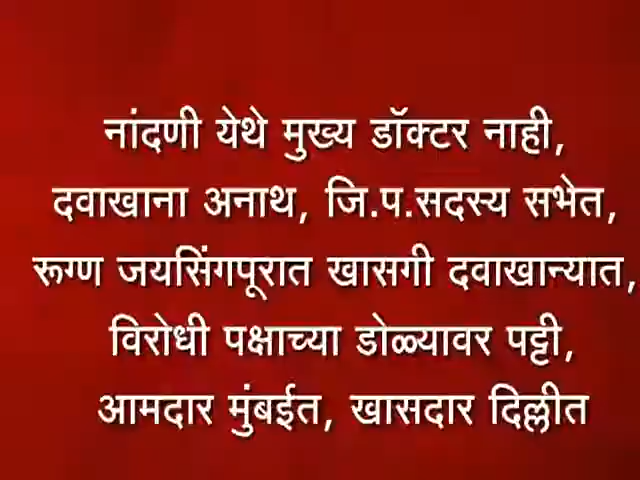 नांदणी येथे मुख्य डॉक्टर नाही,
दवाखाना अनाथ, जि.प.सदस्य सभेत,
रूग्ण जयसिंगपूरात खासगी दवाखान्यात,
विरोधी पक्षाच्या डोळ्यावर पट्टी,
आमदार मुंबईत, खासदार दिल्लीत